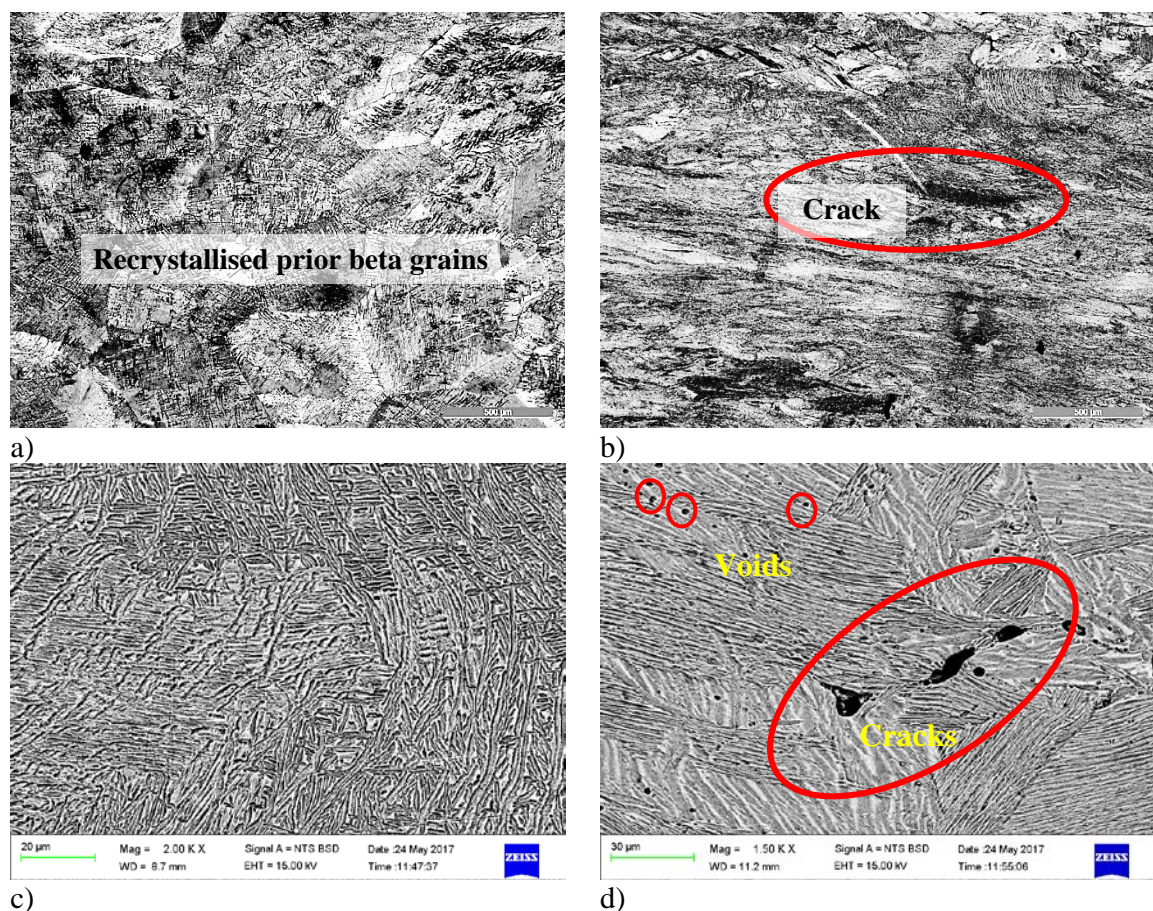 Recrystallised prior beta grains
500 µm
a)
Crack
500 µm
b)
20 µm
Mag = 2.00 K X
Signal A = NTS BSD
Date :24 May 2017
WD = 8.7 mm
EHT = 15.00 kV
Time :11:47:37
ZEISS
c)
Voids
Cracks
30 µm
Mag = 1.50 K X
Signal A = NTS BSD
Date :24 May 2017
WD = 11.2 mm
EHT = 15.00 kV
Time :11:55:06
ZEISS
d)